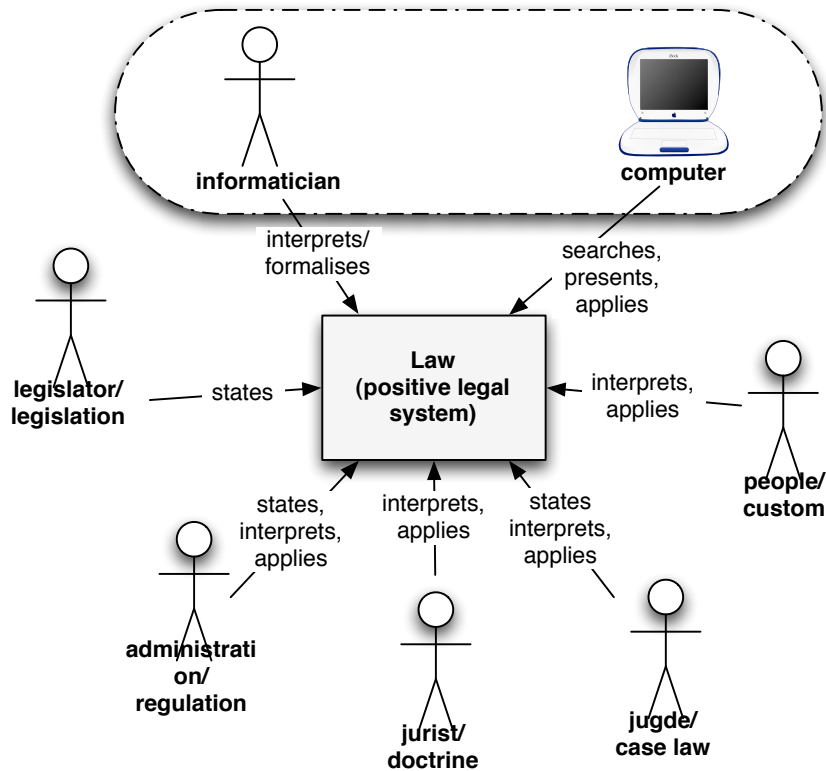 informatician
computer
interprets/
formalises
searches,
presents,
applies
legislator/
legislation
states
Law
(positive legal
system)
interprets,
applies
people/
custom
states,
interprets,
applies
interprets,
applies
states
interprets,
applies
administrati
on/
regulation
jurist/
doctrine
jugde/
case law